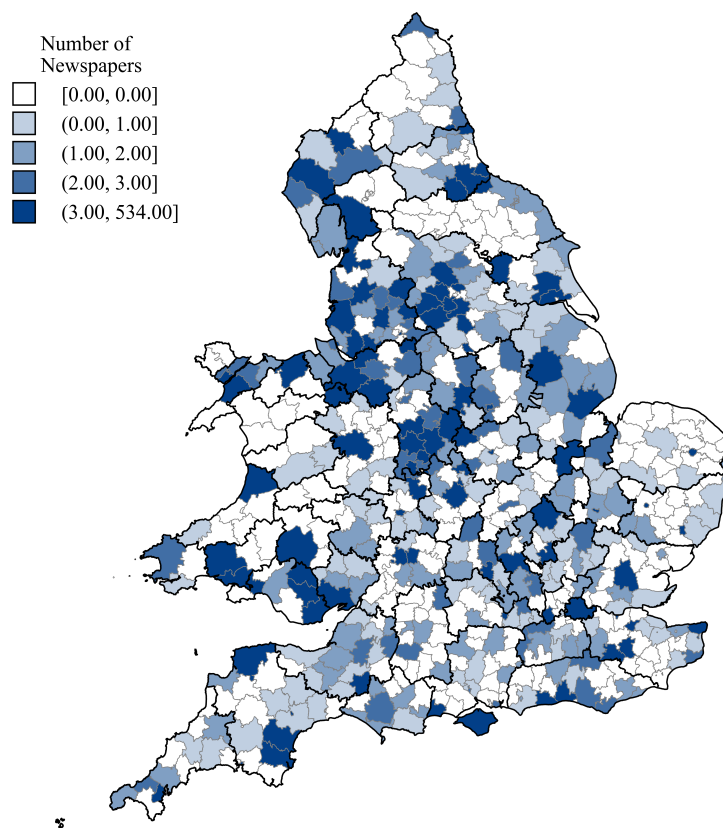 Number of
Newspapers
[0.00, 0.00]
(0.00, 1.00]
(1.00, 2.00]
(2.00, 3.00]
(3.00, 534.00]